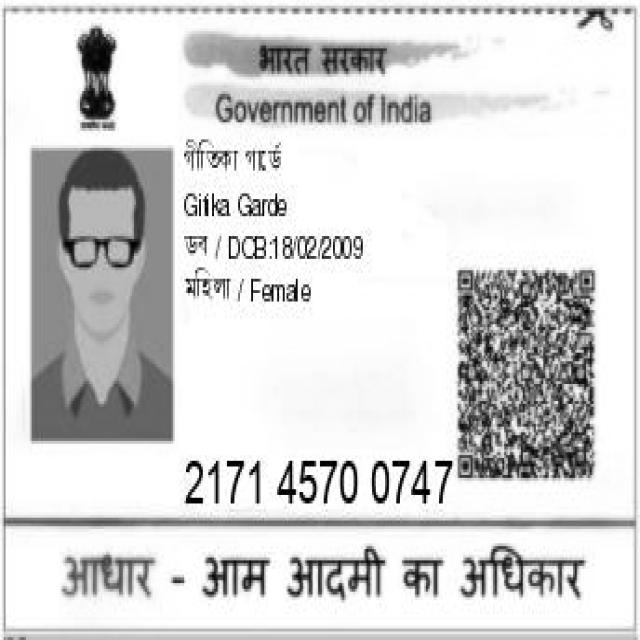 भारत सरकार
Government of India
গীতিকা গার্ডে
Gitika Garde
ডব / DOB:18/02/2009
মহিলা / Female
2171 4570 0747
आधार - आम आदमी का अधिकार